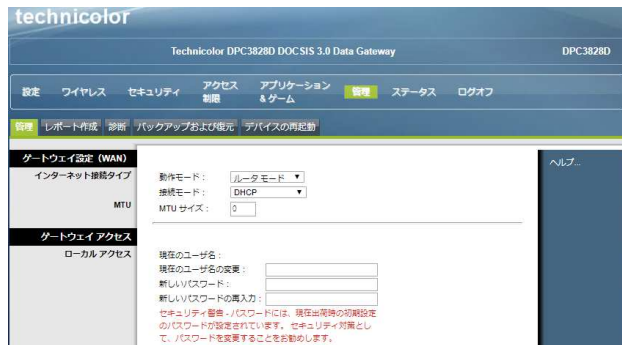 technicolor
Technicolor DPC3828D DOCSIS 3.0 Data Gateway
DPC3828D
設定 ワイヤレス セキュリティ アクセス制限 アプリケーション&ゲーム 管理 ステータス ログオフ
管理 レポート作成 診断 バックアップおよび復元 デバイスの再起動
ゲートウェイ設定 (WAN)
インターネット接続タイプ
動作モード: ルータモード
接続モード: DHCP
MTU
MTU サイズ: 0
ヘルプ...
ゲートウェイ アクセス
ローカル アクセス
現在のユーザ名:
現在のユーザ名の変更:
新しいパスワード:
新しいパスワードの再入力:
セキュリティ警告 - パスワードには、現在出荷時の初期設定
のパスワードが設定されています。 セキュリティ対策とし
て、パスワードを変更することをお勧めします。